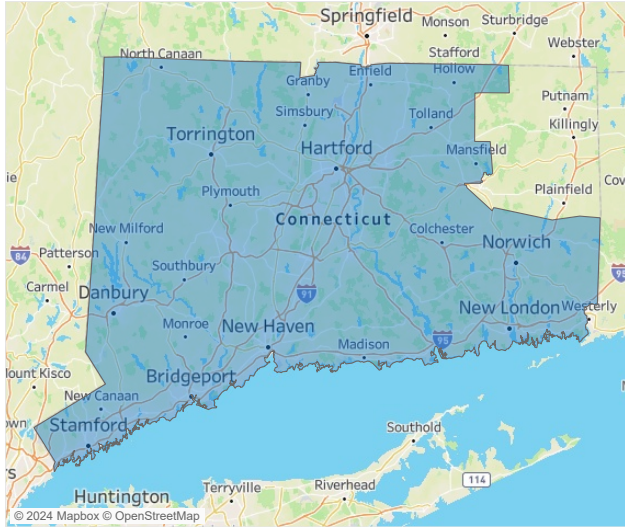 Springfield
Monson
Sturbridge
Webster
Stafford
Hollow
North Canaan
Granby
Enfield
Putnam
Simsbury
Tolland
Killingly
Torrington
Hartford
Mansfield
Plymouth
Plainfield
Connecticut
New Milford
Colchester
Norwich
84
Patterson
Southbury
95
Carmel
Danbury
91
New London
Westerly
Monroe
New Haven
95
Madison
Bridgeport
New Canaan
Stamford
Southold
114
Terryville
Riverhead
Huntington
© 2024 Mapbox © OpenStreetMap